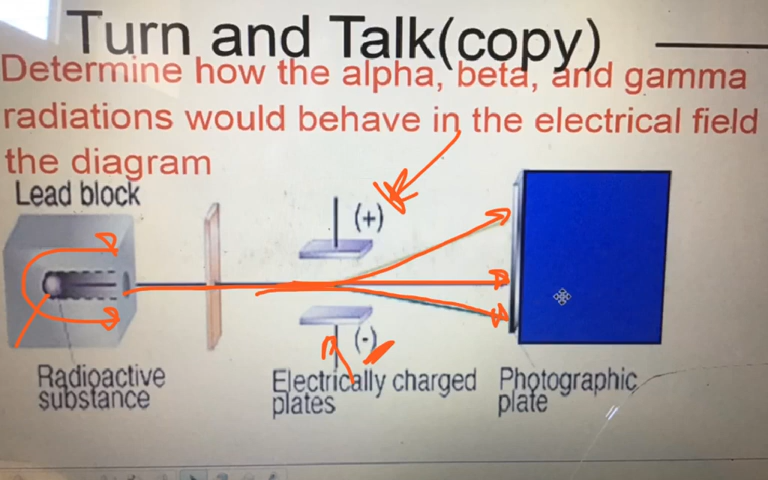 Turn and Talk(copy)
Determine how the alpha, beta, and gamma
radiations would behave in the electrical field
the diagram
Lead block
(+)
(-)
Radioactive
substance
Electrically charged
plates
Photographic
plate